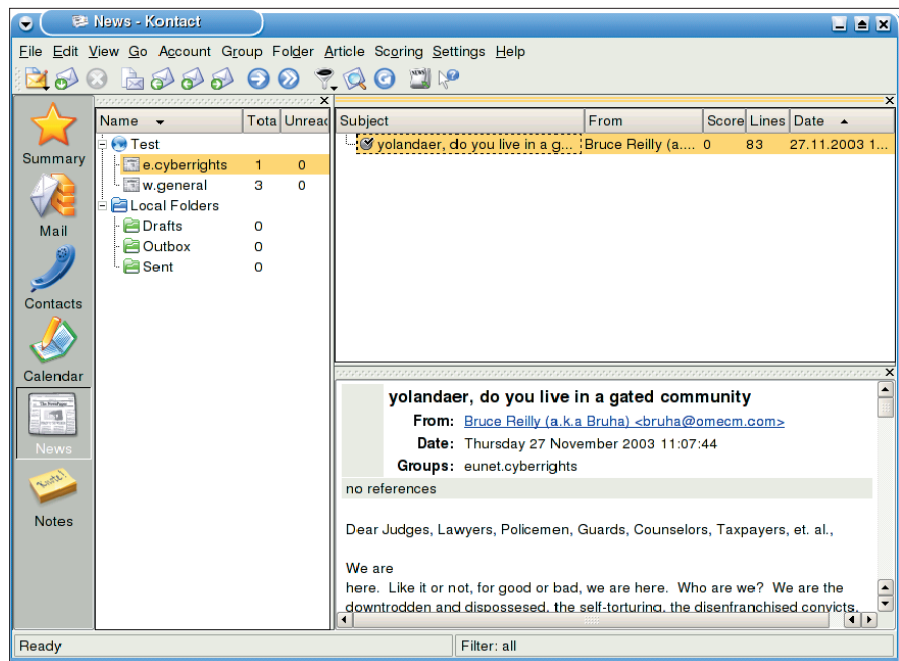 News - Kontact
File Edit View Go Account Group Folder Article Scoring Settings Help
Summary
Mail
Contacts
Calendar
News
Notes
Name Tota Unread
Test
e.cyberrights 1 0
w.general 3 0
Local Folders
Drafts 0
Outbox 0
Sent 0
Subject From Score Lines Date
yolandaer, do you live in a g... Bruce Reilly (a.... 0 83 27.11.2003 1...
yolandaer, do you live in a gated community
From: Bruce Reilly (a.k.a Bruha) <bruha@omecm.com>
Date: Thursday 27 November 2003 11:07:44
Groups: eunet.cyberrights
no references
Dear Judges, Lawyers, Policemen, Guards, Counselors, Taxpayers, et. al.,
We are
here. Like it or not, for good or bad, we are here. Who are we? We are the
downtrodden and dispossesed, the self-torturing, the disenfranchised convicts,
Ready Filter: all